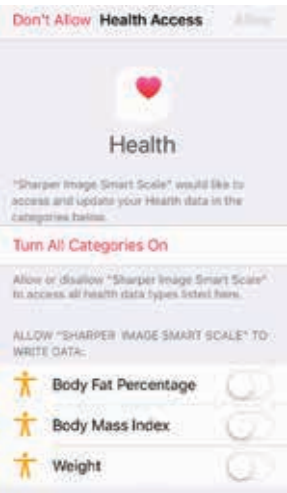 Don't Allow Health Access Allow
Health
"Sharper Image Smart Scale" would like to
access and update your Health data in the
categories below.
Turn All Categories On
Allow or disallow "Sharper Image Smart Scale"
to access all health data types listed here.
ALLOW "SHARPER IMAGE SMART SCALE" TO
WRITE DATA:
Body Fat Percentage
Body Mass Index
Weight